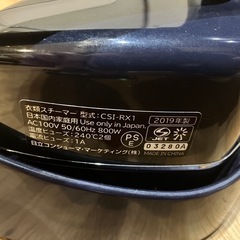 衣類スチーマー 型式:CSI-RX1
日本国内家庭用 Use only in Japan.
AC100V 50/60Hz 800W
温度ヒューズ:240℃2個
電流ヒューズ:1A
日立コンシューマ・マーケティング(株)
PSE
2019年製
JET
03280A
MADE IN CHINA